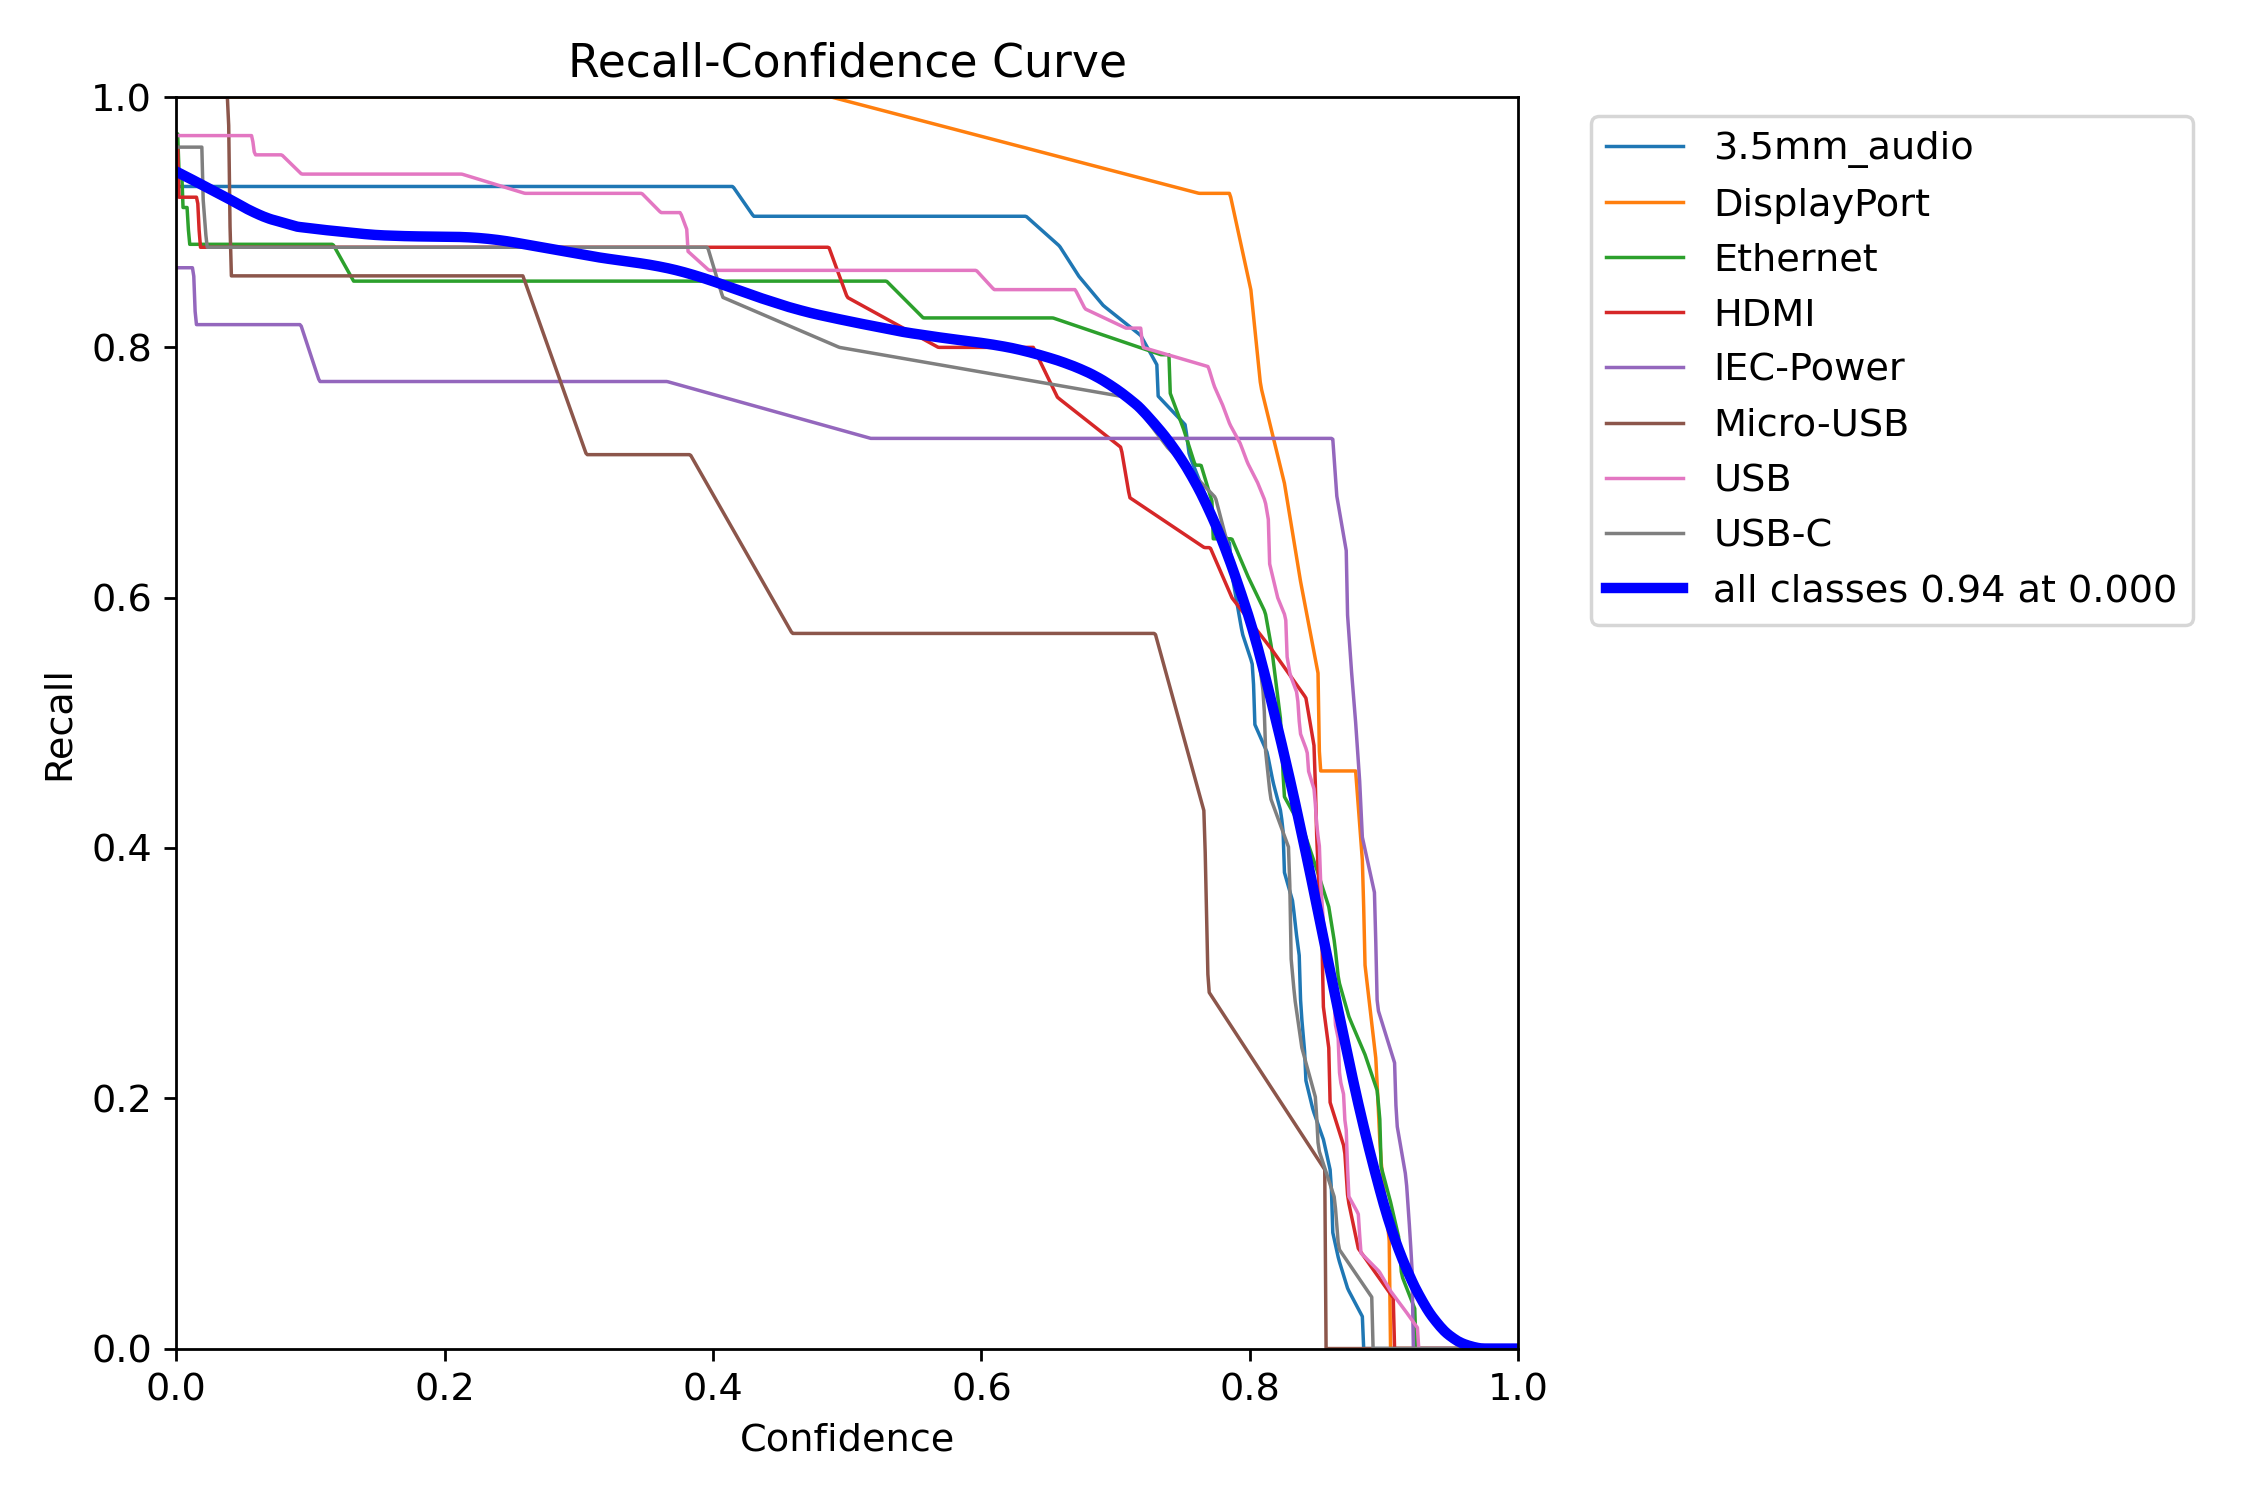 Recall-Confidence Curve
1.0
0.8
0.6
0.4
0.2
0.0
Recall
0.0 0.2 0.4 0.6 0.8 1.0
Confidence
3.5mm_audio
DisplayPort
Ethernet
HDMI
IEC-Power
Micro-USB
USB
USB-C
all classes 0.94 at 0.000